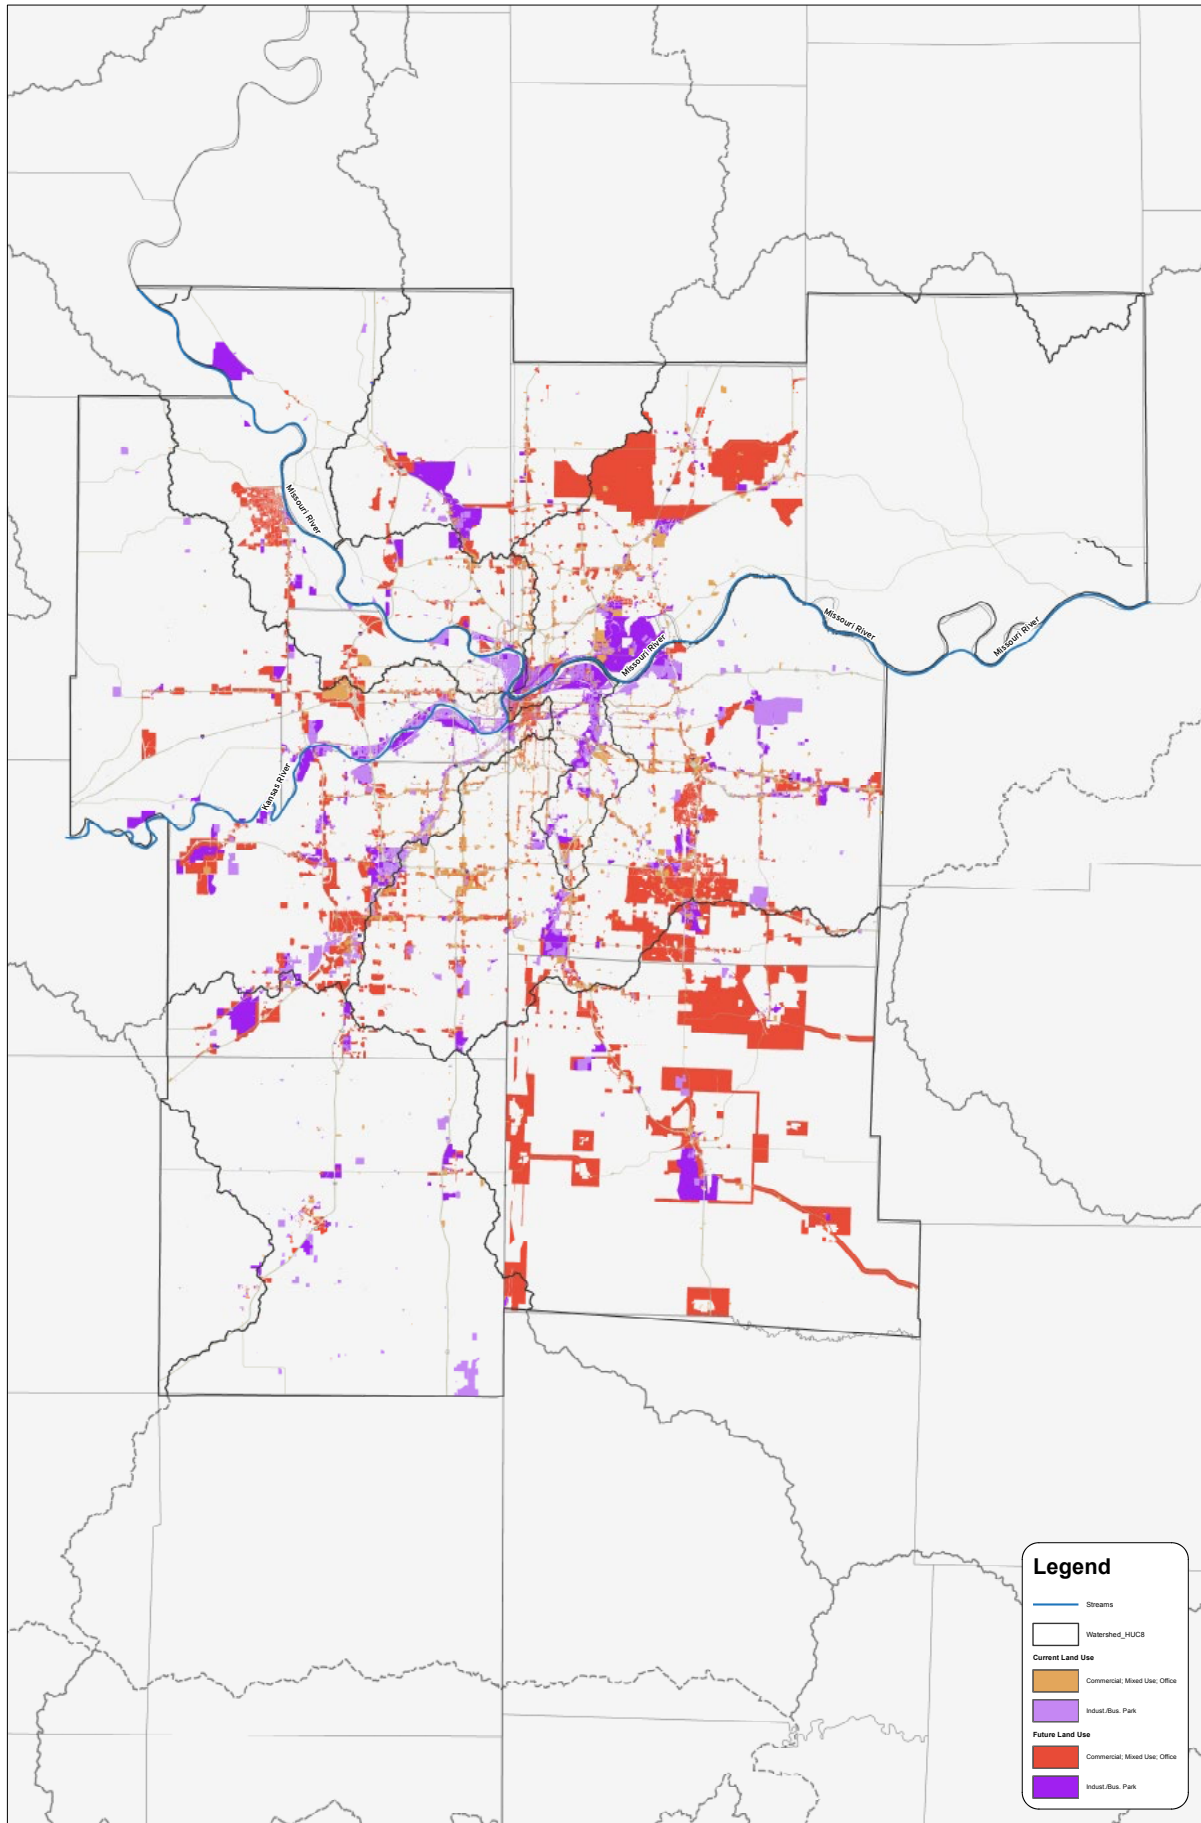 Missouri River
Missouri River
Missouri River
Missouri River
Kansas River
Legend
Streams
Watershed_HUC8
Current Land Use
Commercial; Mixed Use; Office
Indust./Bus. Park
Future Land Use
Commercial; Mixed Use; Office
Indust./Bus. Park